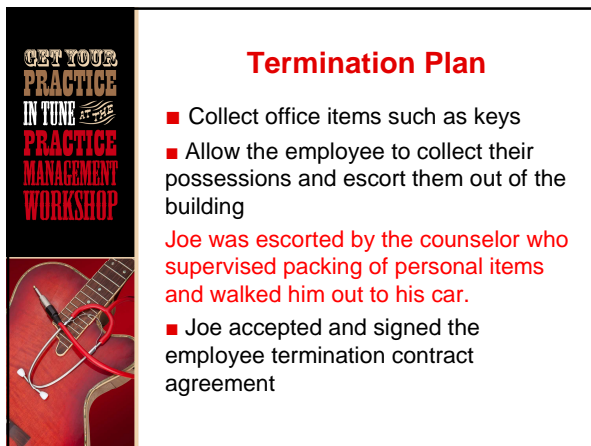 GET YOUR
PRACTICE
IN TUNE AT THE
PRACTICE
MANAGEMENT
WORKSHOP
Termination Plan
■ Collect office items such as keys
■ Allow the employee to collect their
possessions and escort them out of the
building
Joe was escorted by the counselor who
supervised packing of personal items
and walked him out to his car.
■ Joe accepted and signed the
employee termination contract
agreement